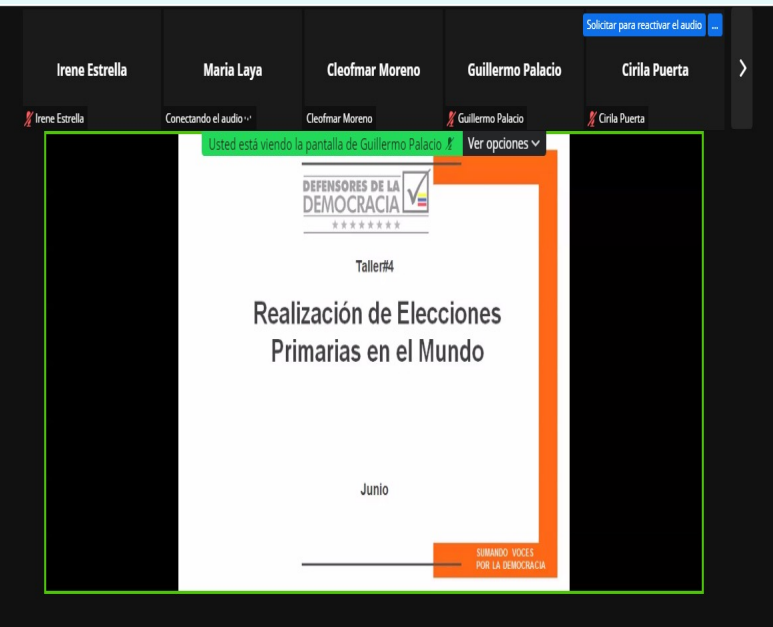 Solicitar para reactivar el audio ...
Irene Estrella
Maria Laya
Cleofmar Moreno
Guillermo Palacio
Cirila Puerta
Irene Estrella
Conectando el audio
Cleofmar Moreno
Guillermo Palacio
Cirila Puerta
Usted está viendo la pantalla de Guillermo Palacio
Ver opciones
DEFENSORES DE LA
DEMOCRACIA
Taller#4
Realización de Elecciones
Primarias en el Mundo
Junio
SUMANDO VOCES
POR LA DEMOCRACIA